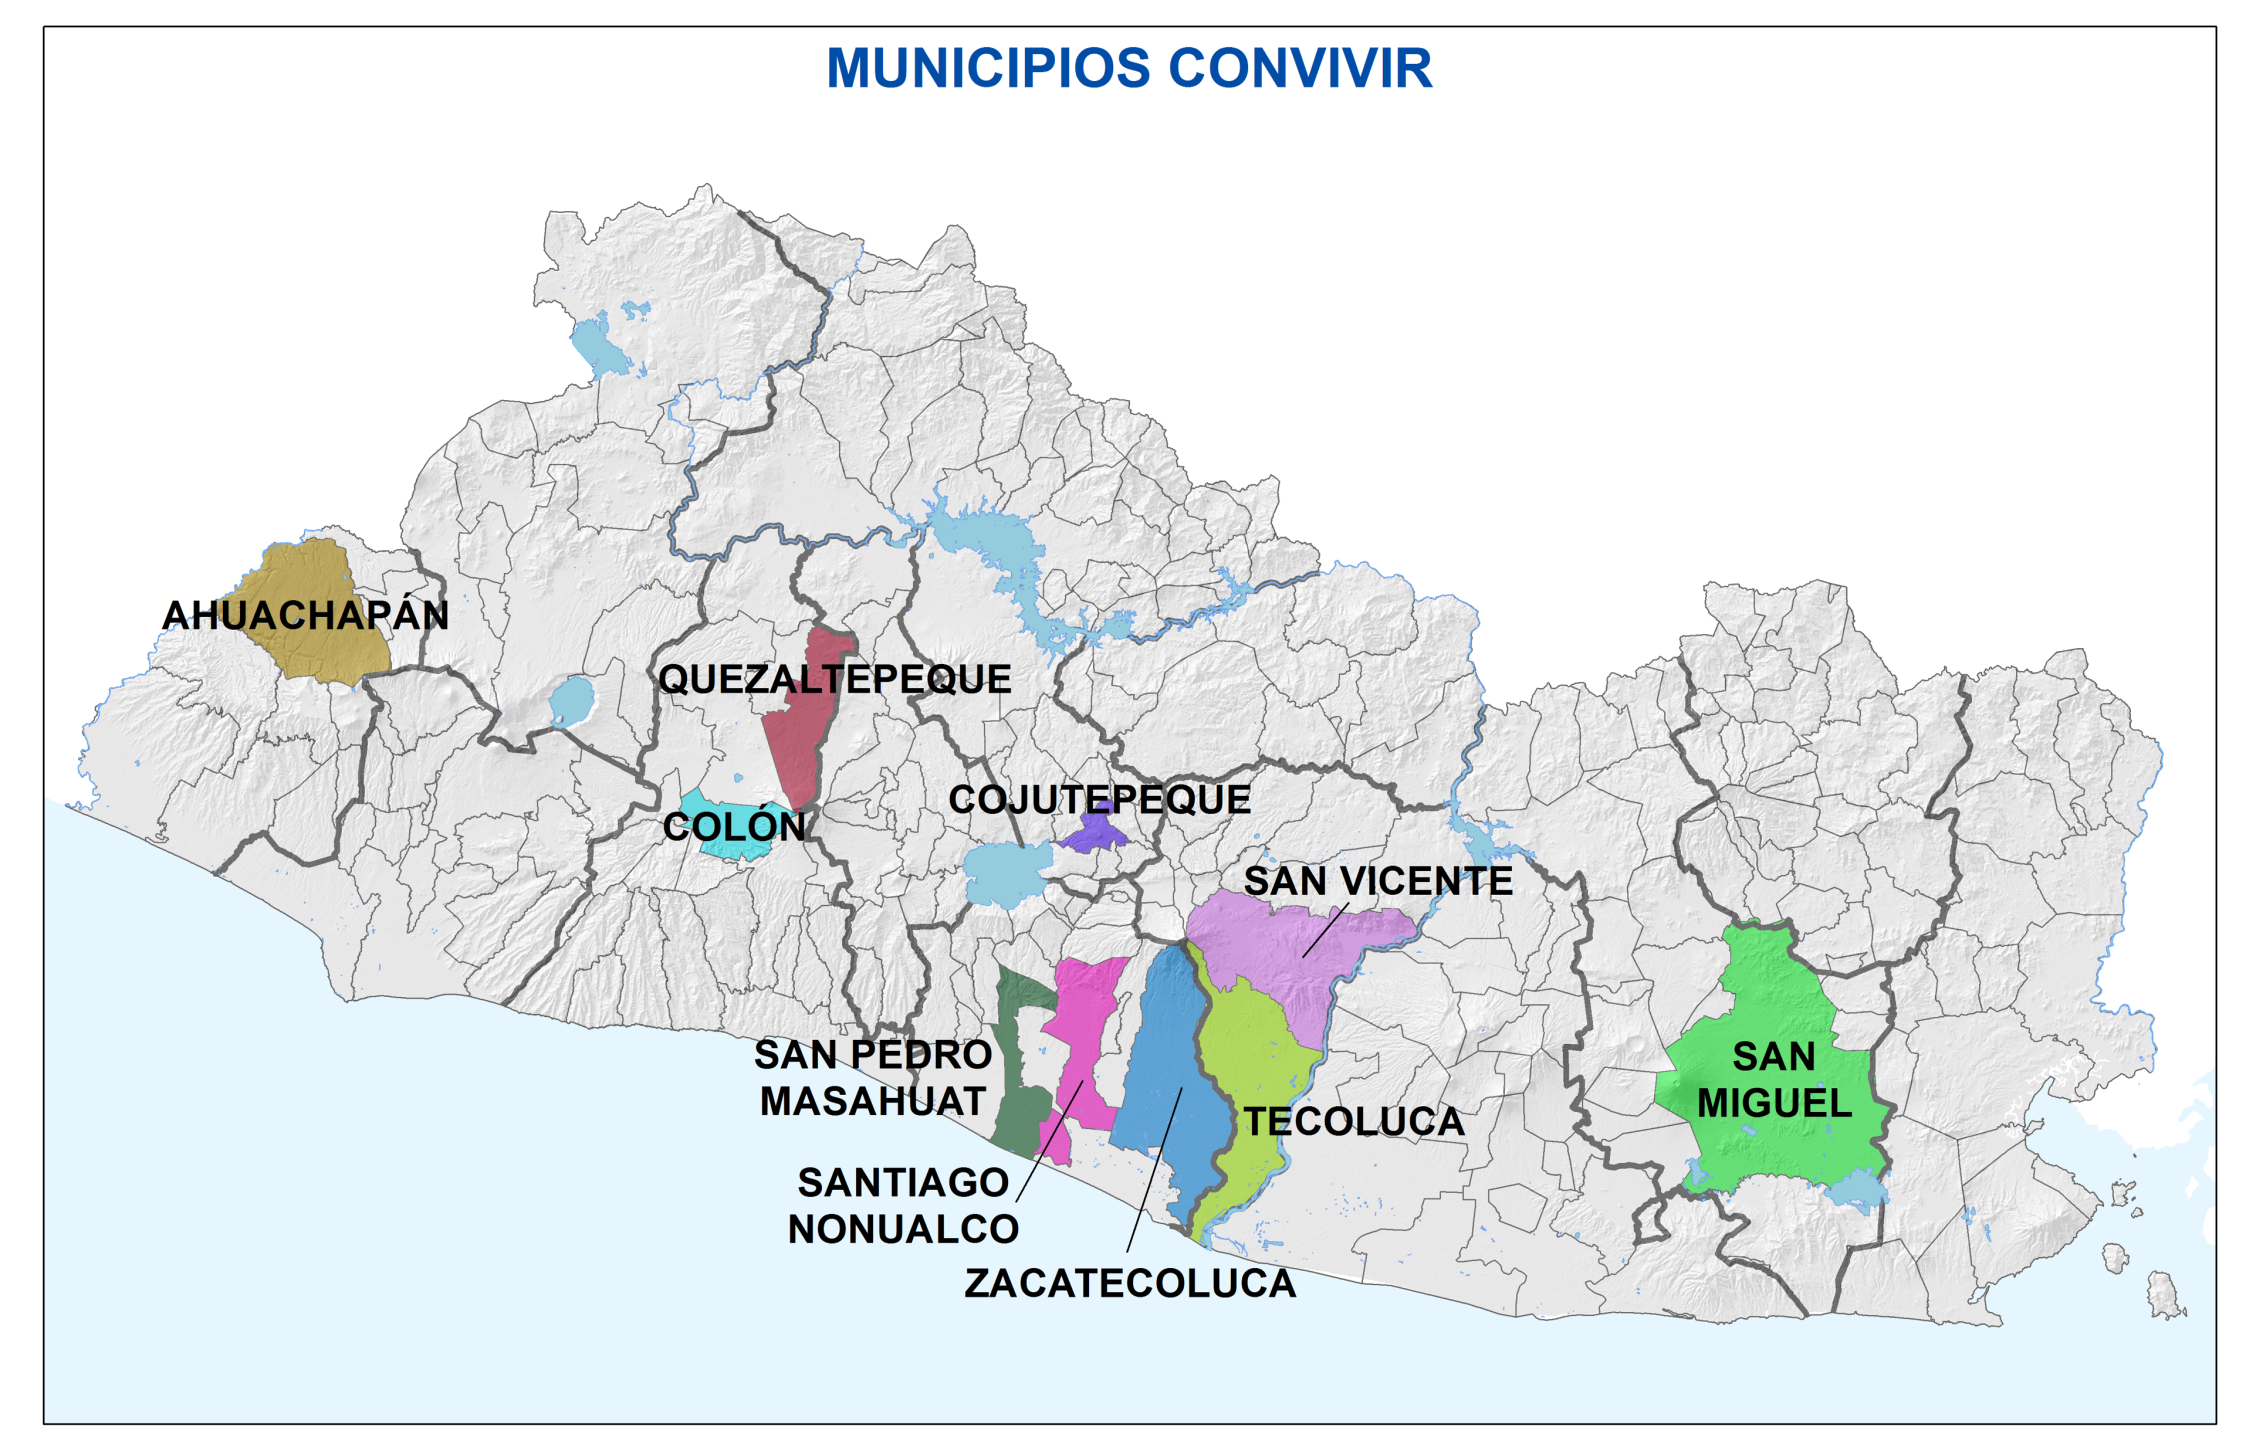 MUNICIPIOS CONVIVIR
AHUACHAPÁN
QUEZALTEPEQUE
COJUTEPEQUE
COLÓN
SAN VICENTE
SAN PEDRO
MASAHUAT
SAN
MIGUEL
TECOLUCA
SANTIAGO
NONUALCO
ZACATECOLUCA